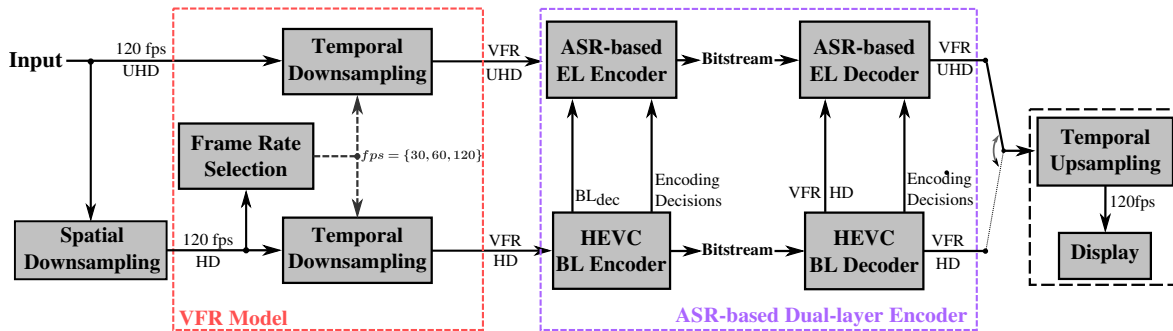 Input
120 fps
UHD
Temporal
Downsampling
VFR
UHD
ASR-based
EL Encoder
Bitstream
ASR-based
EL Decoder
VFR
UHD
Frame Rate
Selection
fps = {30, 60, 120}
Temporal
Upsampling
BLdec
Encoding
Decisions
VFR
HD
Encoding
Decisions
120fps
Spatial
Downsampling
120 fps
HD
Temporal
Downsampling
VFR
HD
HEVC
BL Encoder
Bitstream
HEVC
BL Decoder
VFR
HD
Display
VFR Model
ASR-based Dual-layer Encoder